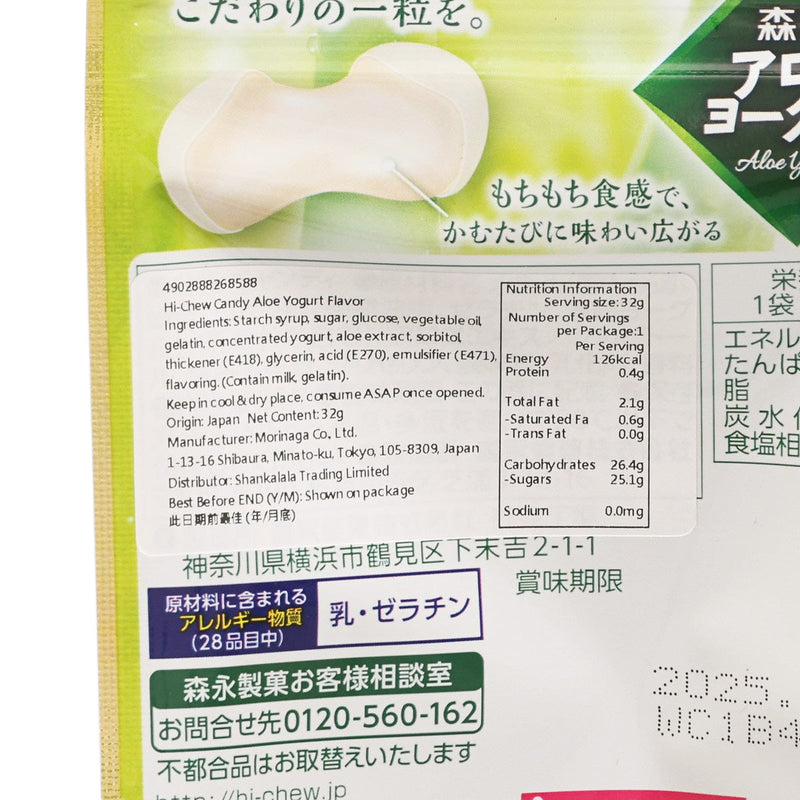 こだわりの一粒を。
森
アロ
ヨーグ
Aloe Y
もちもち食感で、
かむたびに味わい広がる
4902888268588
Hi-Chew Candy Aloe Yogurt Flavor
Ingredients: Starch syrup, sugar, glucose, vegetable oil,
gelatin, concentrated yogurt, aloe extract, sorbitol,
thickener (E418), glycerin, acid (E270), emulsifier (E471),
flavoring. (Contain milk, gelatin).
Keep in cool & dry place, consume ASAP once opened.
Origin: Japan Net Content: 32g
Manufacturer: Morinaga Co., Ltd.
1-13-16 Shibaura, Minato-ku, Tokyo, 105-8309, Japan
Distributor: Shankalala Trading Limited
Best Before END (Y/M): Shown on package
此日期前最佳 (年/月底)
Nutrition Information
Serving size: 32g
Number of Servings
per Package:1
Per Serving
Energy 126kcal
Protein 0.4g
Total Fat 2.1g
-Saturated Fa 0.6g
-Trans Fat 0.0g
Carbohydrates 26.4g
-Sugars 25.1g
Sodium 0.0mg
栄
1袋
エネル
たんぱ
脂
炭水
食塩相
神奈川県横浜市鶴見区下末吉2-1-1
賞味期限
原材料に含まれる
アレルギー物質
(28品目中)
乳・ゼラチン
森永製菓お客様相談室
お問合せ先0120-560-162
不都合品はお取替えいたします
http://hi-chew.jp
2025.
WC1B4